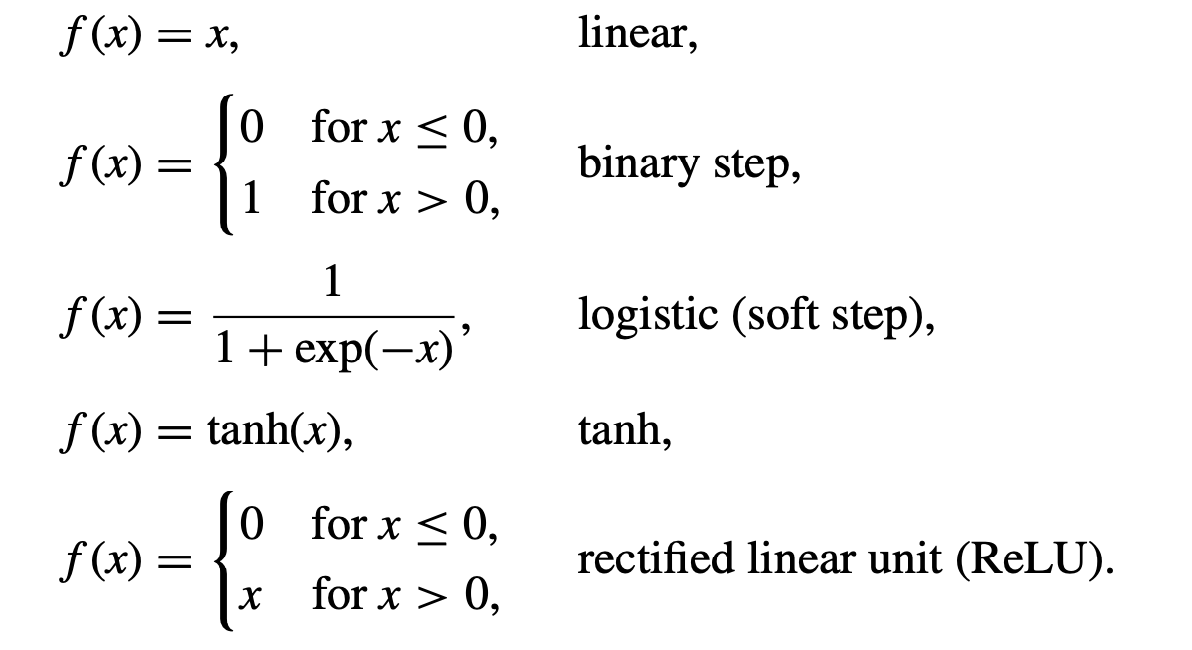 f(x) = x, linear,
f(x) = { 0 for x ≤ 0, 1 for x > 0, binary step,
f(x) = 1 / 1 + exp(−x) , logistic (soft step),
f(x) = tanh(x), tanh,
f(x) = { 0 for x ≤ 0, x for x > 0, rectified linear unit (ReLU).